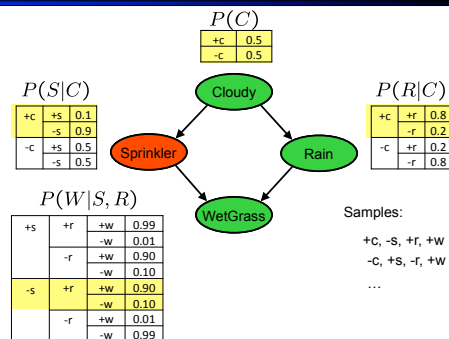 P(C)
+c 0.5
-c 0.5
P(S|C)
+c +s 0.1
-s 0.9
-c +s 0.5
-s 0.5
Cloudy
P(R|C)
+c +r 0.8
-r 0.2
-c +r 0.2
-r 0.8
Sprinkler
Rain
WetGrass
P(W|S, R)
+s +r +w 0.99
-w 0.01
-r +w 0.90
-w 0.10
-s +r +w 0.90
-w 0.10
-r +w 0.01
-w 0.99
Samples:
+c, -s, +r, +w
-c, +s, -r, +w
…